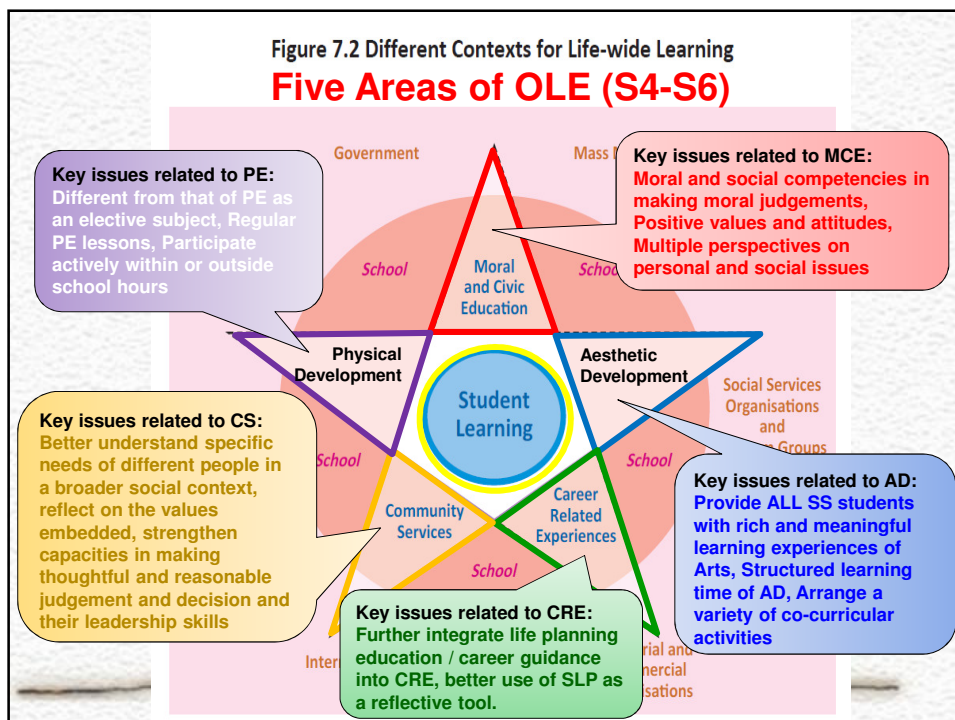 Figure 7.2 Different Contexts for Life-wide Learning
Five Areas of OLE (S4-S6)
Government
Mass
Key issues related to PE:
Different from that of PE as
an elective subject, Regular
PE lessons, Participate
actively within or outside
school hours
Key issues related to MCE:
Moral and social competencies in
making moral judgements,
Positive values and attitudes,
Multiple perspectives on
personal and social issues
School
School
Moral
and Civic
Education
Physical
Development
Aesthetic
Development
Student
Learning
Social Services
Organisations
and
Groups
Key issues related to CS:
Better understand specific
needs of different people in
a broader social context,
reflect on the values
embedded, strengthen
capacities in making
thoughtful and reasonable
judgement and decision and
their leadership skills
School
School
Community
Services
Career
Related
Experiences
School
Key issues related to AD:
Provide ALL SS students
with rich and meaningful
learning experiences of
Arts, Structured learning
time of AD, Arrange a
variety of co-curricular
activities
Key issues related to CRE:
Further integrate life planning
education / career guidance
into CRE, better use of SLP as
a reflective tool.
and